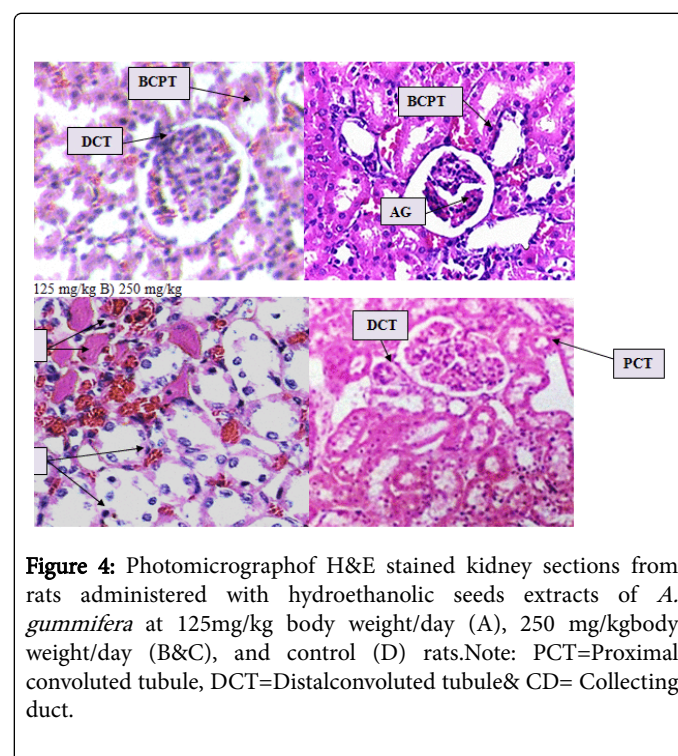 BCPT
DCT
BCPT
AG
125 mg/kg B) 250 mg/kg
DCT
PCT
Figure 4: Photomicrographof H&E stained kidney sections from
rats administered with hydroethanolic seeds extracts of A.
gummifera at 125mg/kg body weight/day (A), 250 mg/kgbody
weight/day (B&C), and control (D) rats.Note: PCT=Proximal
convoluted tubule, DCT=Distalconvoluted tubule& CD= Collecting
duct.